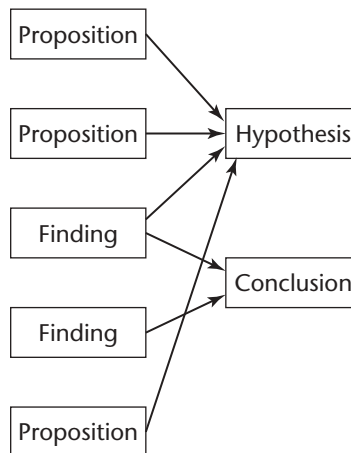 Proposition
Proposition
Hypothesis
Finding
Conclusion
Finding
Proposition